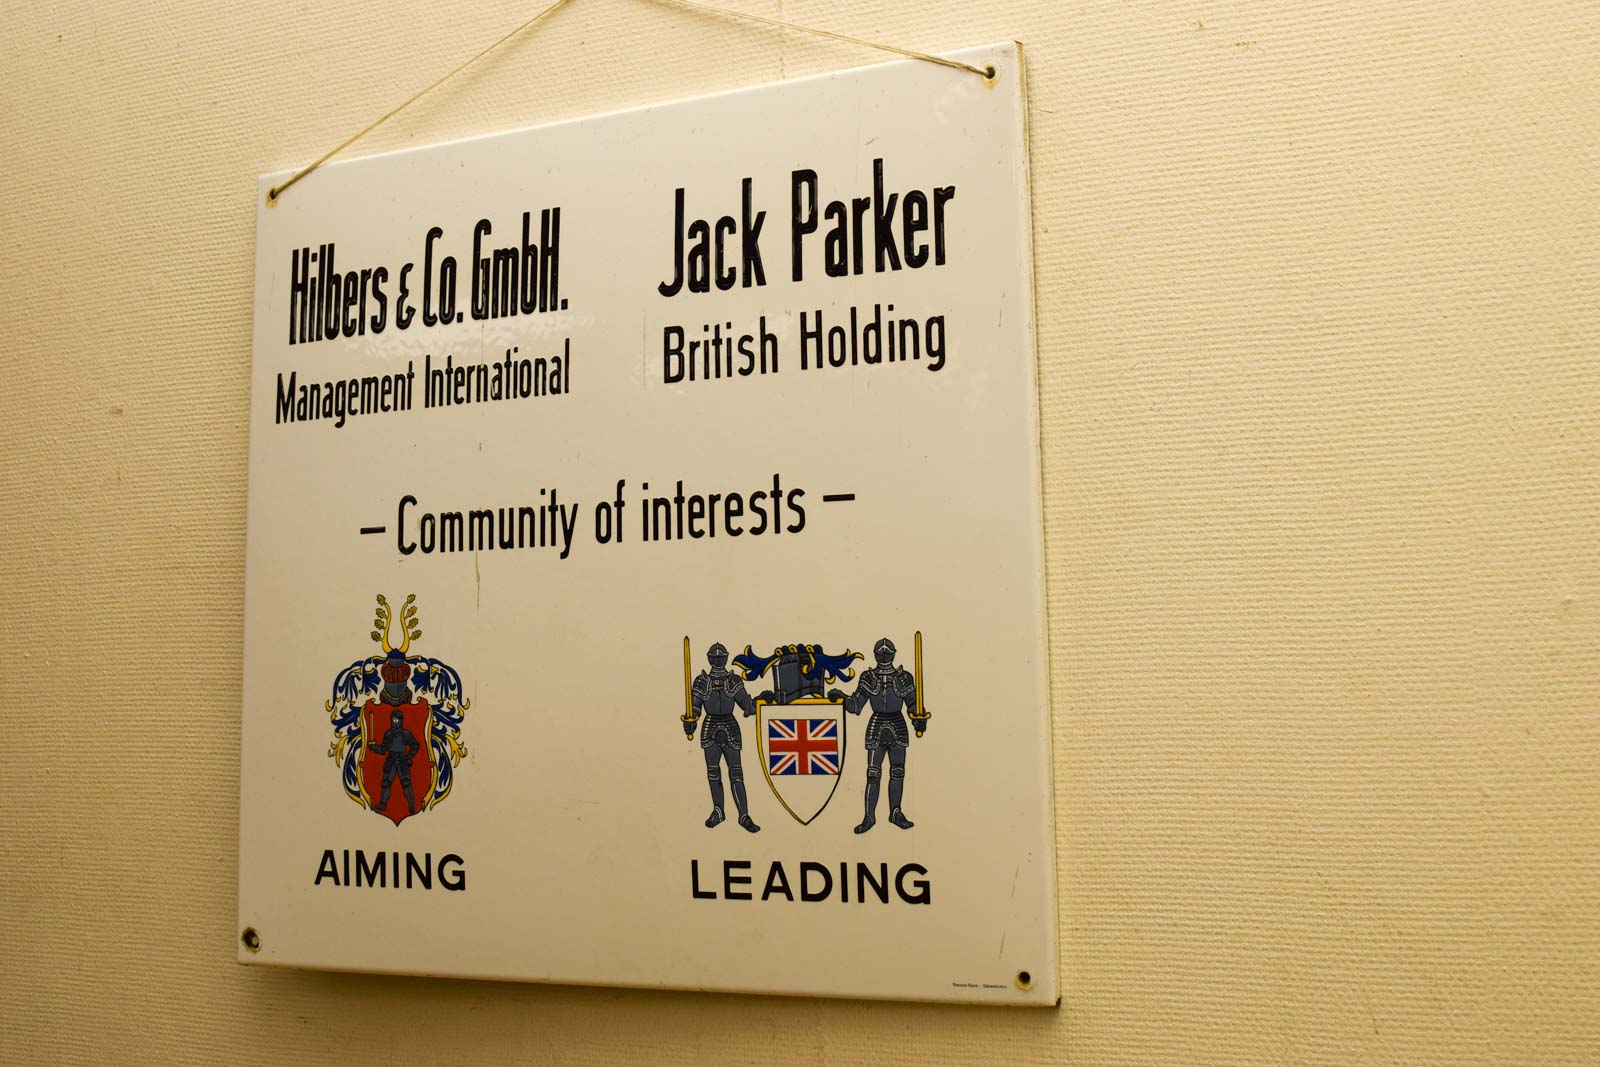 Hilbers & Co. GmbH.
Management International
Jack Parker
British Holding
– Community of interests –
AIMING
LEADING